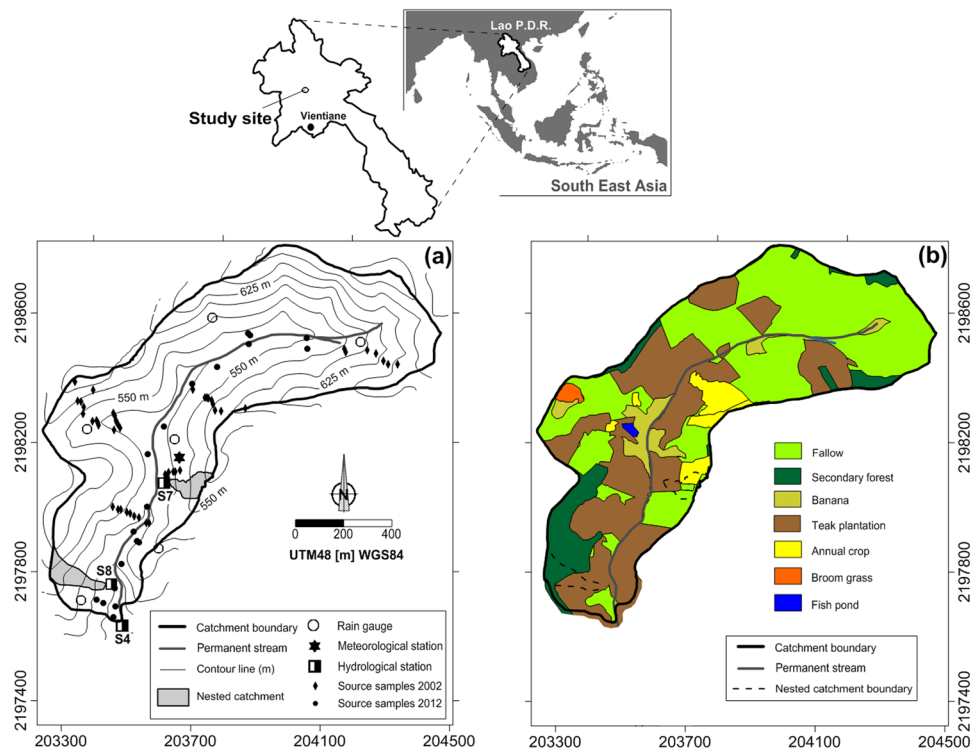 Lao P.D.R.
Study site
Vientiane
South East Asia
(a)
625 m
550 m
550 m
625 m
550 m
S7
S8
S4
N
0 200 400
UTM48 [m] WGS84
2198600
2198200
2197800
2197400
203300 203700 204100 204500
Catchment boundary
Permanent stream
Contour line (m)
Nested catchment
Rain gauge
Meteorological station
Hydrological station
Source samples 2002
Source samples 2012
(b)
Fallow
Secondary forest
Banana
Teak plantation
Annual crop
Broom grass
Fish pond
Catchment boundary
Permanent stream
Nested catchment boundary
2198600
2198200
2197800
2197400
203300 203700 204100 204500